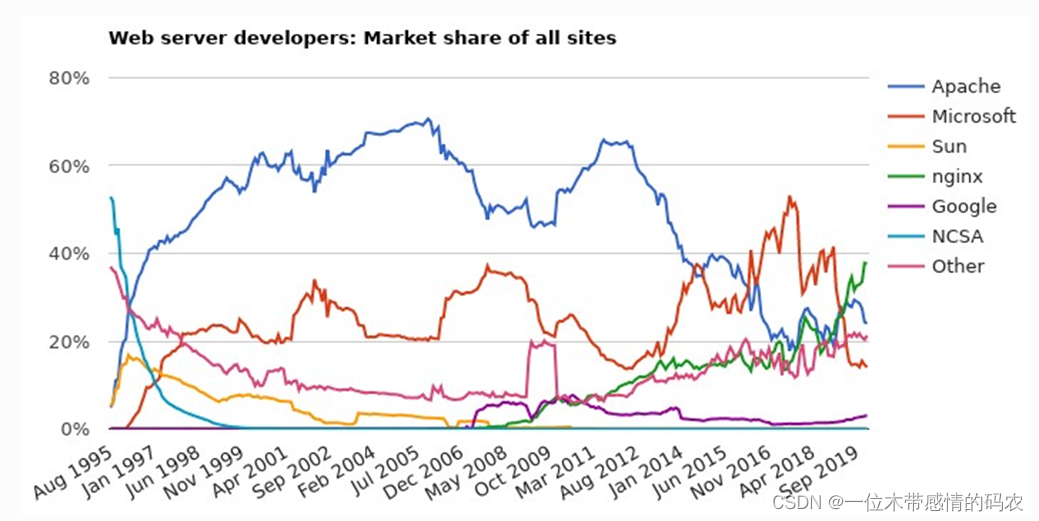 Web server developers: Market share of all sites
80%
60%
40%
20%
0%
Aug 1995
Jan 1997
Jun 1998
Nov 1999
Apr 2001
Sep 2002
Feb 2004
Jul 2005
Dec 2006
May 2008
Oct 2009
Mar 2011
Aug 2012
Jan 2014
Jun 2015
Nov 2016
Apr 2018
Sep 2019
Apache
Microsoft
Sun
nginx
Google
NCSA
Other
CSDN @一位木带感情的码农